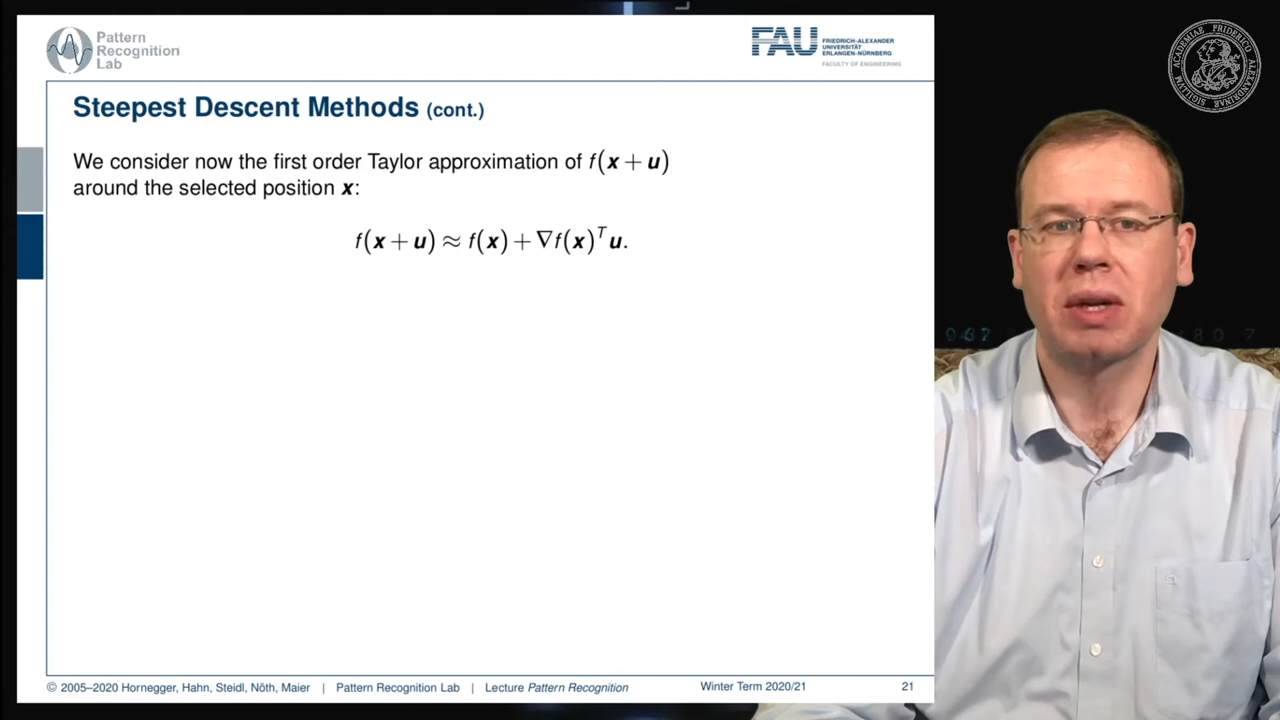 Pattern
Recognition
Lab
FAU
FRIEDRICH-ALEXANDER
UNIVERSITÄT
ERLANGEN-NÜRNBERG
FACULTY OF ENGINEERING
Steepest Descent Methods (cont.)
We consider now the first order Taylor approximation of f(x + u)
around the selected position x:
f(x + u) ≈ f(x) + ∇f(x)ᵀu.
© 2005–2020 Hornegger, Hahn, Steidl, Nöth, Maier | Pattern Recognition Lab | Lecture Pattern Recognition Winter Term 2020/21 21